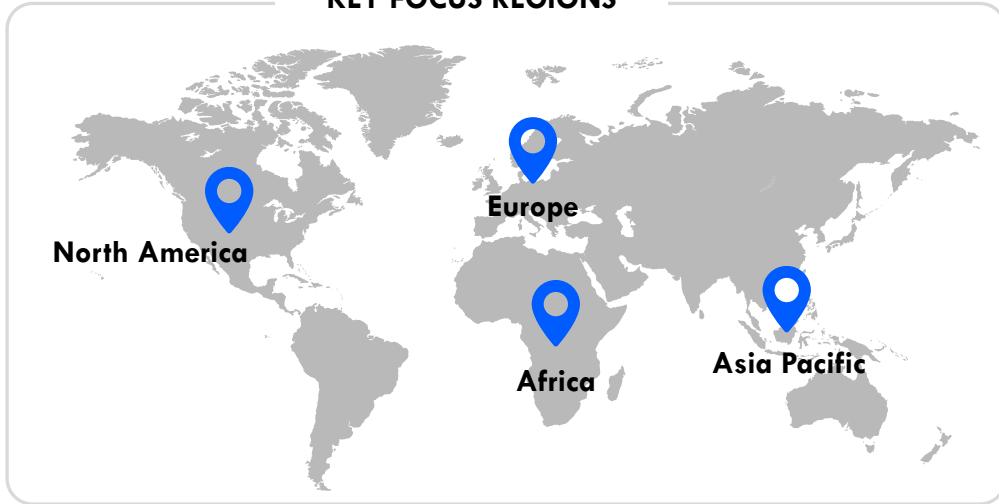 KEY FOCUS REGIONS
Europe
North America
Asia Pacific
Africa